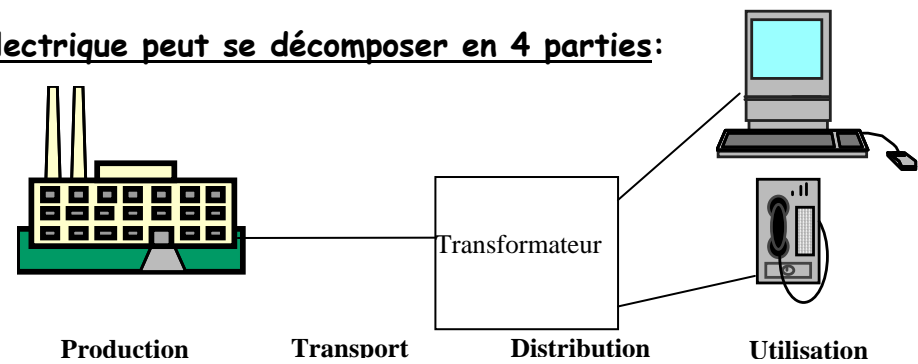 lectrique peut se décomposer en 4 parties:
Transformateur
Production Transport Distribution Utilisation